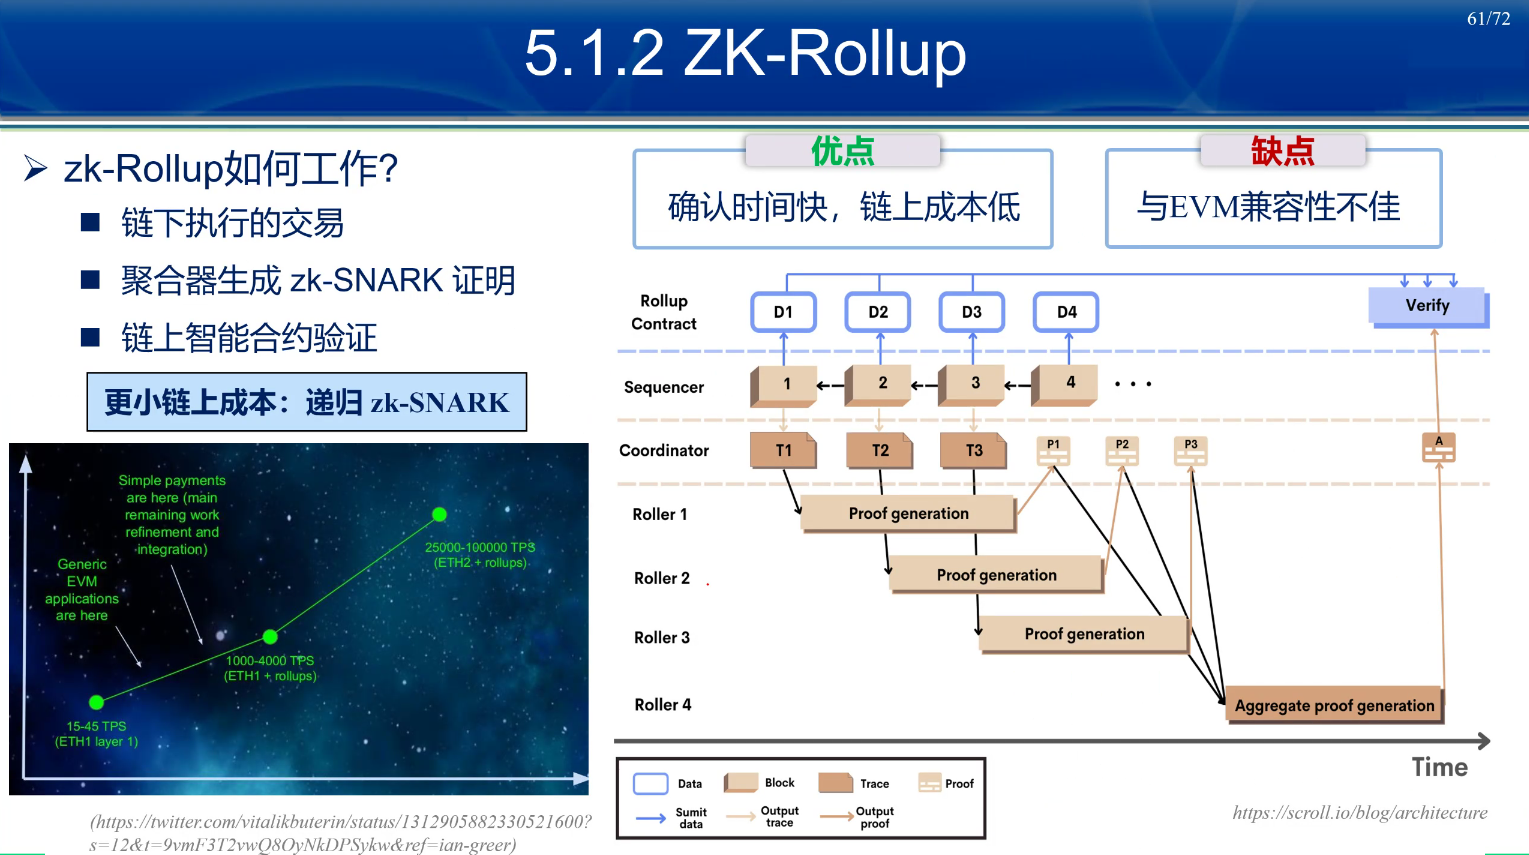 61/72
5.1.2 ZK-Rollup
zk-Rollup如何工作?
链下执行的交易
聚合器生成 zk-SNARK 证明
链上智能合约验证
更小链上成本：递归 zk-SNARK
Simple payments
are here (main
remaining work
refinement and
integration)
Generic
EVM
applications
are here
25000-100000 TPS
(ETH2 + rollups)
1000-4000 TPS
(ETH1 + rollups)
15-45 TPS
(ETH1 layer 1)
(https://twitter.com/vitalikbuterin/status/1312905882330521600?
s=12&t=9vmF3T2vwQ8OyNkDPSykw&ref=ian-greer)
优点
确认时间快，链上成本低
缺点
与EVM兼容性不佳
Rollup
Contract
D1
D2
D3
D4
Verify
Sequencer
1
2
3
4
• • •
Coordinator
T1
T2
T3
P1
P2
P3
A
Roller 1
Proof generation
Roller 2
Proof generation
Roller 3
Proof generation
Roller 4
Aggregate proof generation
Time
Data
Block
Trace
Proof
Sumit
data
Output
trace
Output
proof
https://scroll.io/blog/architecture